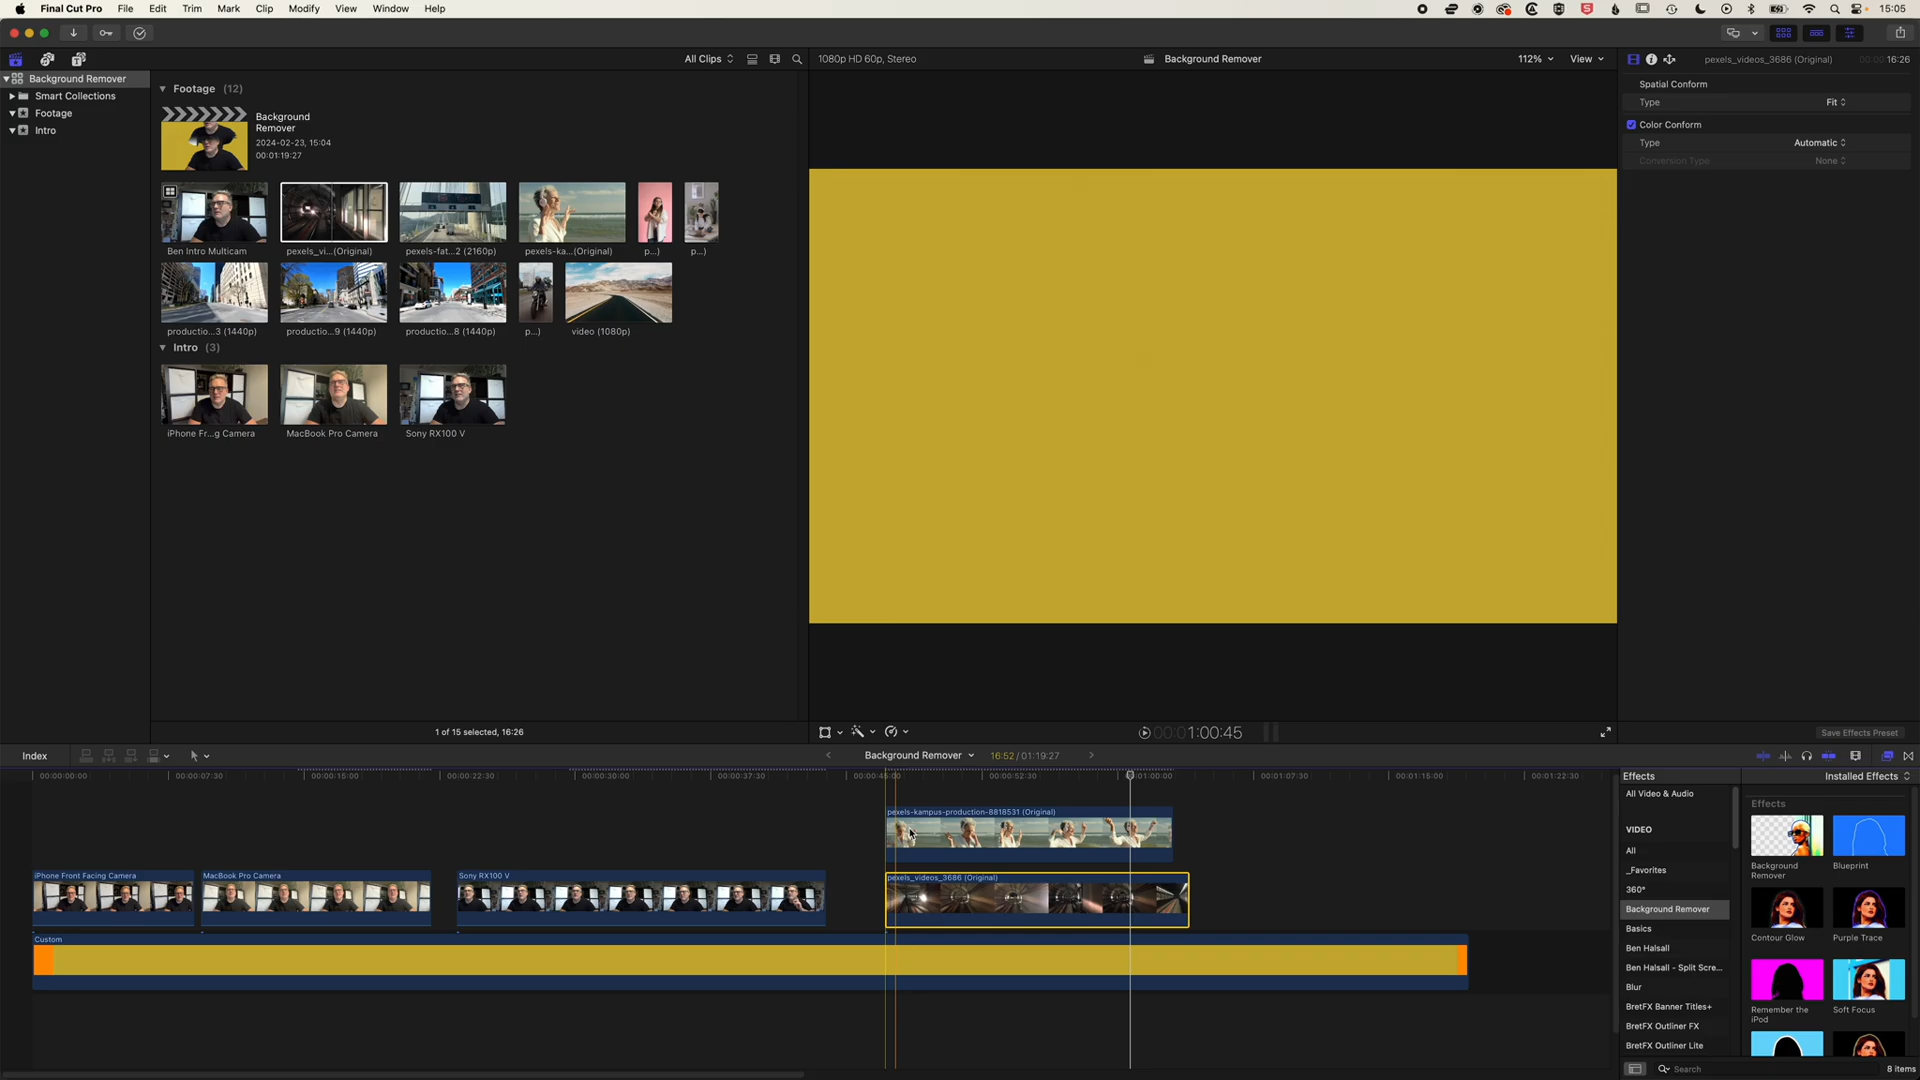 Final Cut Pro File Edit Trim Mark Clip Modify View Window Help 15:05
All Clips 1080p HD 60p, Stereo Background Remover 112% View pexels_videos_3686 (Original) 00:00:16:26
Background Remover
Smart Collections
Footage
Intro
Footage (12)
Background
Remover
2024-02-23, 15:04
00:01:19:27
Ben Intro Multicam pexels_vi...(Original) pexels-fat...2 (2160p) pexels-ka...(Original) p...) p...)
productio...3 (1440p) productio...9 (1440p) productio...8 (1440p) p...) video (1080p)
Intro (3)
iPhone Fr...g Camera MacBook Pro Camera Sony RX100 V
Spatial Conform
Type Fit
Color Conform
Type Automatic
Conversion Type None
1 of 15 selected, 16:26 00:00:01:00:45 Save Effects Preset
Index Background Remover 16:52 / 01:19:27
00:00:00:00 00:00:07:30 00:00:15:00 00:00:22:30 00:00:30:00 00:00:37:30 00:00:45:00 00:00:52:30 00:01:00:00 00:01:07:30 00:01:15:00 00:01:22:30
pexels-kampus-production-8818531 (Original)
iPhone Front Facing Camera MacBook Pro Camera Sony RX100 V pexels_videos_3686 (Original)
Custom
Effects Installed Effects
All Video & Audio
VIDEO
All
_Favorites
360°
Background Remover
Basics
Ben Halsall
Ben Halsall - Split Scre...
Blur
BretFX Banner Titles+
BretFX Outliner FX
BretFX Outliner Lite
Effects
Background
Remover
Blueprint
Contour Glow
Purple Trace
Remember the
iPod
Soft Focus
Search 8 items